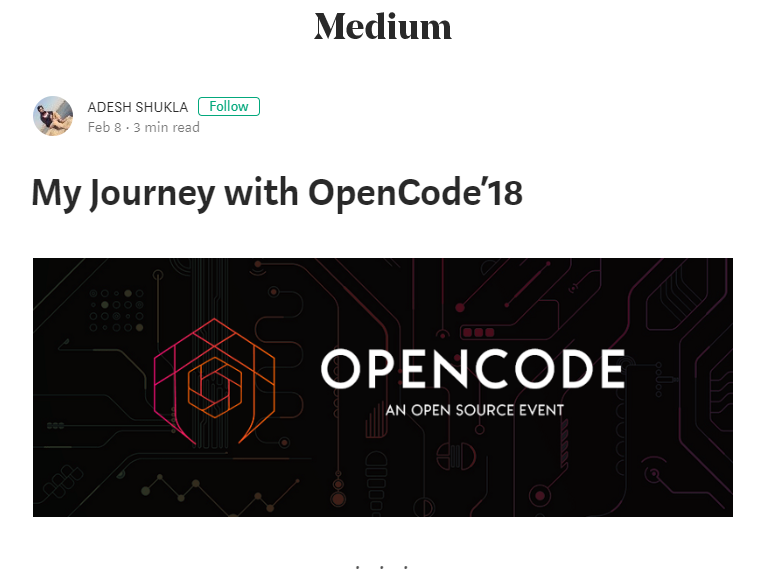 Medium
ADESH SHUKLA Follow
Feb 8 · 3 min read
My Journey with OpenCode'18
OPENCODE
AN OPEN SOURCE EVENT
. . .